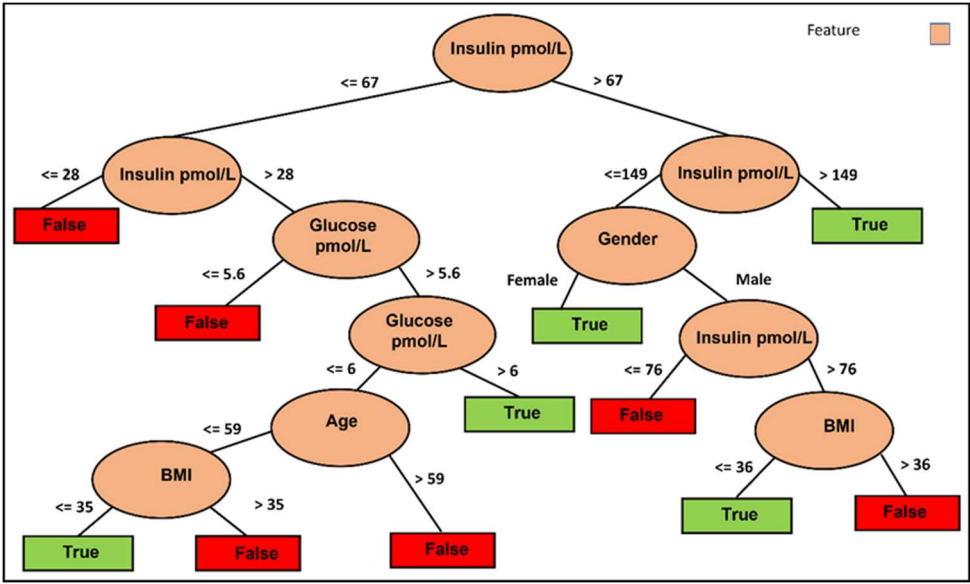 Insulin pmol/L
Feature
<= 67
> 67
<= 28
Insulin pmol/L
> 28
<=149
Insulin pmol/L
> 149
False
Glucose
pmol/L
Gender
True
<= 5.6
> 5.6
Female
Male
False
Glucose
pmol/L
True
Insulin pmol/L
<= 6
> 6
<= 76
> 76
Age
True
False
BMI
<= 59
BMI
> 59
<= 36
> 36
<= 35
> 35
True
False
True
False
False